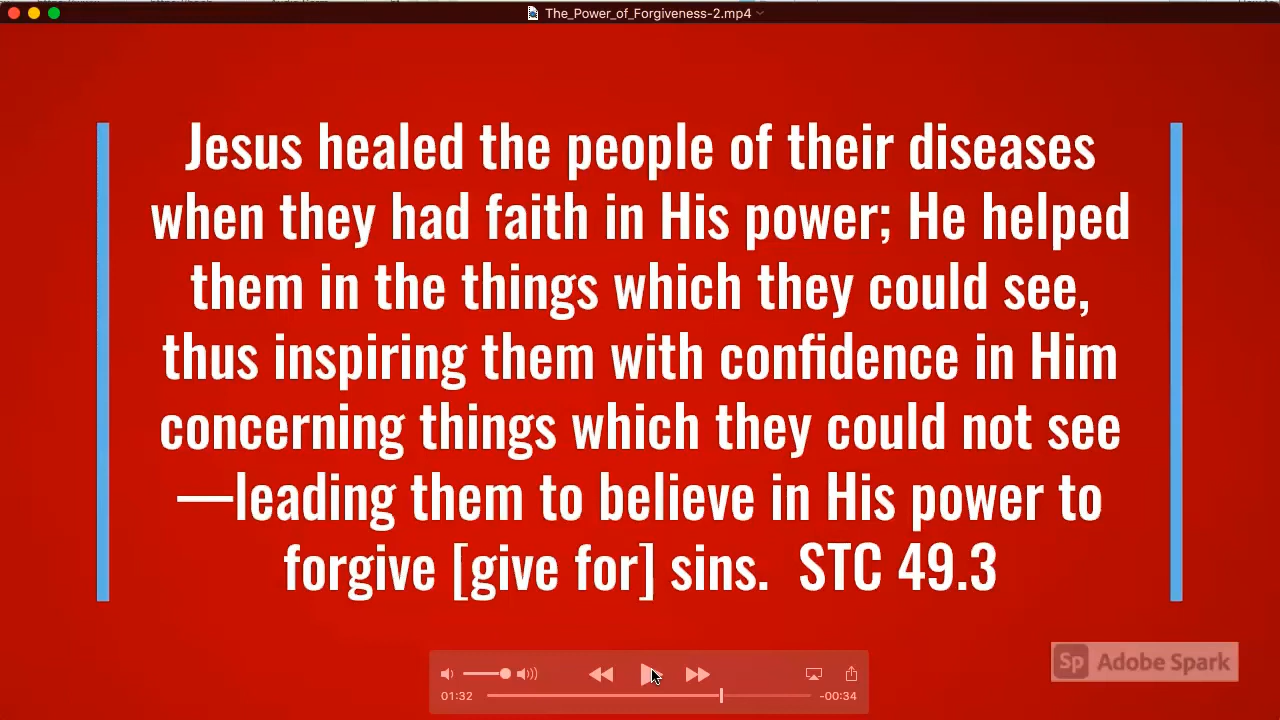 The_Power_of_Forgiveness-2.mp4
Jesus healed the people of their diseases
when they had faith in His power; He helped
them in the things which they could see,
thus inspiring them with confidence in Him
concerning things which they could not see
—leading them to believe in His power to
forgive [give for] sins.  STC 49.3
Sp Adobe Spark
01:32
-00:34